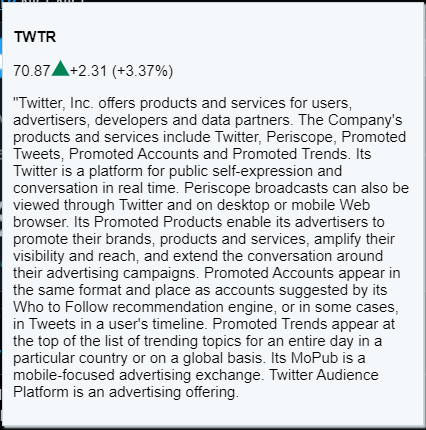 TWTR
70.87▲+2.31 (+3.37%)
"Twitter, Inc. offers products and services for users,
advertisers, developers and data partners. The Company's
products and services include Twitter, Periscope, Promoted
Tweets, Promoted Accounts and Promoted Trends. Its
Twitter is a platform for public self-expression and
conversation in real time. Periscope broadcasts can also be
viewed through Twitter and on desktop or mobile Web
browser. Its Promoted Products enable its advertisers to
promote their brands, products and services, amplify their
visibility and reach, and extend the conversation around
their advertising campaigns. Promoted Accounts appear in
the same format and place as accounts suggested by its
Who to Follow recommendation engine, or in some cases,
in Tweets in a user's timeline. Promoted Trends appear at
the top of the list of trending topics for an entire day in a
particular country or on a global basis. Its MoPub is a
mobile-focused advertising exchange. Twitter Audience
Platform is an advertising offering.